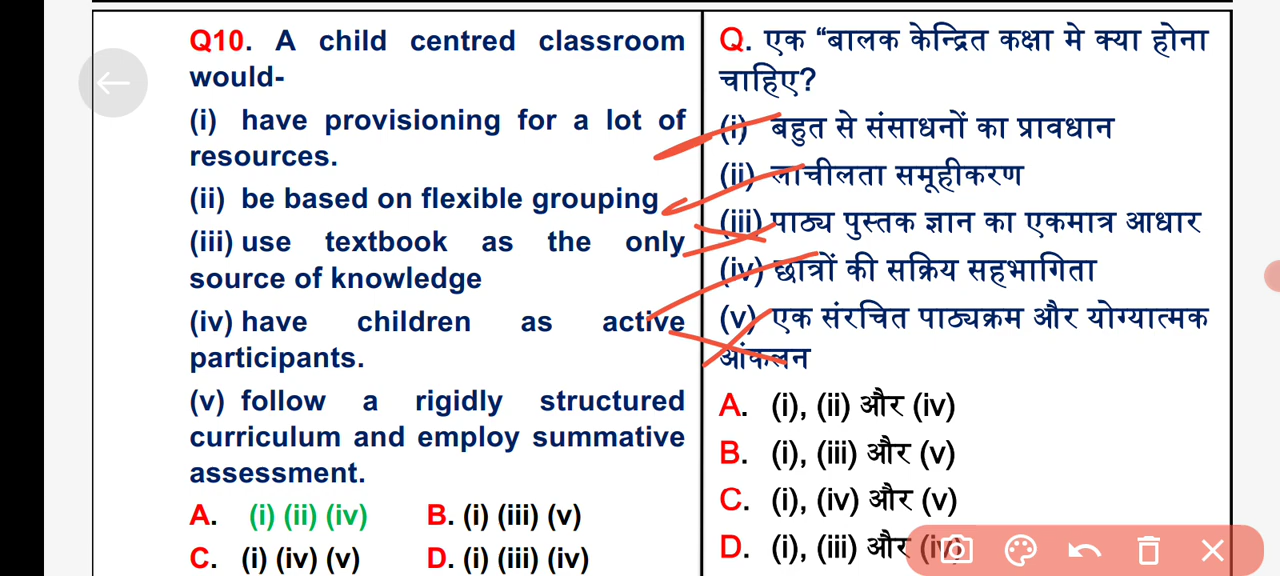 Q10. A child centred classroom
would-
(i) have provisioning for a lot of
resources.
(ii) be based on flexible grouping
(iii) use textbook as the only
source of knowledge
(iv) have children as active
participants.
(v) follow a rigidly structured
curriculum and employ summative
assessment.
A. (i) (ii) (iv) B. (i) (iii) (v)
C. (i) (iv) (v) D. (i) (iii) (iv)
Q. एक “बालक केन्द्रित कक्षा मे क्या होना
चाहिए?
(i) बहुत से संसाधनों का प्रावधान
(ii) लाचीलता समूहीकरण
(iii) पाठ्य पुस्तक ज्ञान का एकमात्र आधार
(iv) छात्रों की सक्रिय सहभागिता
(v) एक संरचित पाठ्यक्रम और योग्यात्मक
आंकलन
A. (i), (ii) और (iv)
B. (i), (iii) और (v)
C. (i), (iv) और (v)
D. (i), (iii) और (iv)